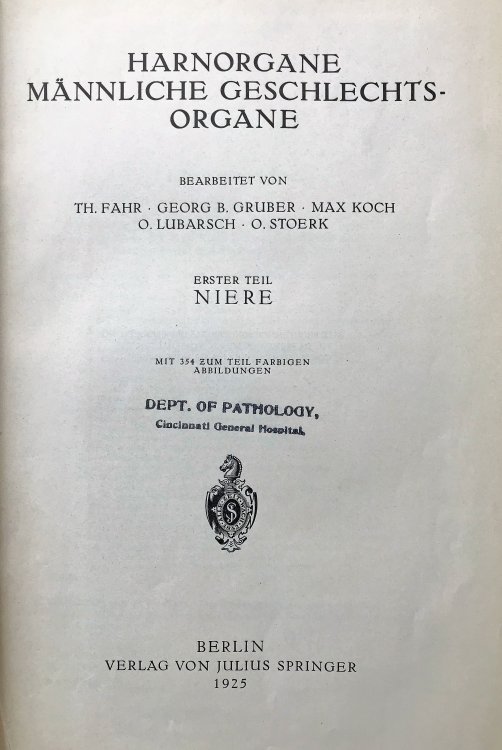 HARNORGANE
MÄNNLICHE GESCHLECHTS-
ORGANE
BEARBEITET VON
TH. FAHR · GEORG B. GRUBER · MAX KOCH
O. LUBARSCH · O. STOERK
ERSTER TEIL
NIERE
MIT 354 ZUM TEIL FARBIGEN
ABBILDUNGEN
DEPT. OF PATHOLOGY,
Cincinnati General Hospital,
BERLIN
VERLAG VON JULIUS SPRINGER
1925